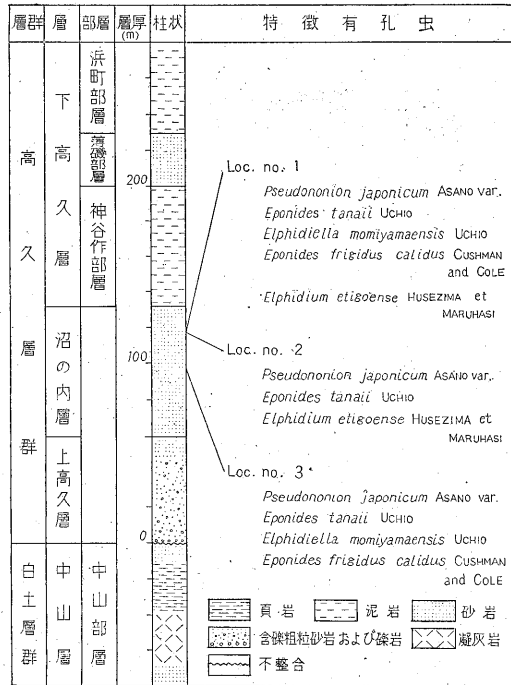 層群 層 部層 層厚(m) 柱状 特徴有孔虫
高久層群
白土層群
下高久層
沼の内層
上高久層
中山層
浜町部層
薄磯部層
神谷作部層
中山部層
200
100
0
Loc. no. 1
Pseudononion japonicum ASANO var.
Eponides tanaii UCHIO
Elphidiella momiyamaensis UCHIO
Eponides frigidus calidus CUSHMAN
and COLE
Elphidium etigoense HUSEZIMA et
MARUHASI
Loc. no. 2
Pseudononion japonicum ASANO var.
Eponides tanaii UCHIO
Elphidium etigoense HUSEZIMA et
MARUHASI
Loc. no. 3
Pseudononion japonicum ASANO var.
Eponides tanaii UCHIO
Elphidiella momiyamaensis UCHIO
Eponides frigidus calidus CUSHMAN
and COLE
頁岩 泥岩 砂岩
含礫粗粒砂岩および礫岩 凝灰岩
不整合